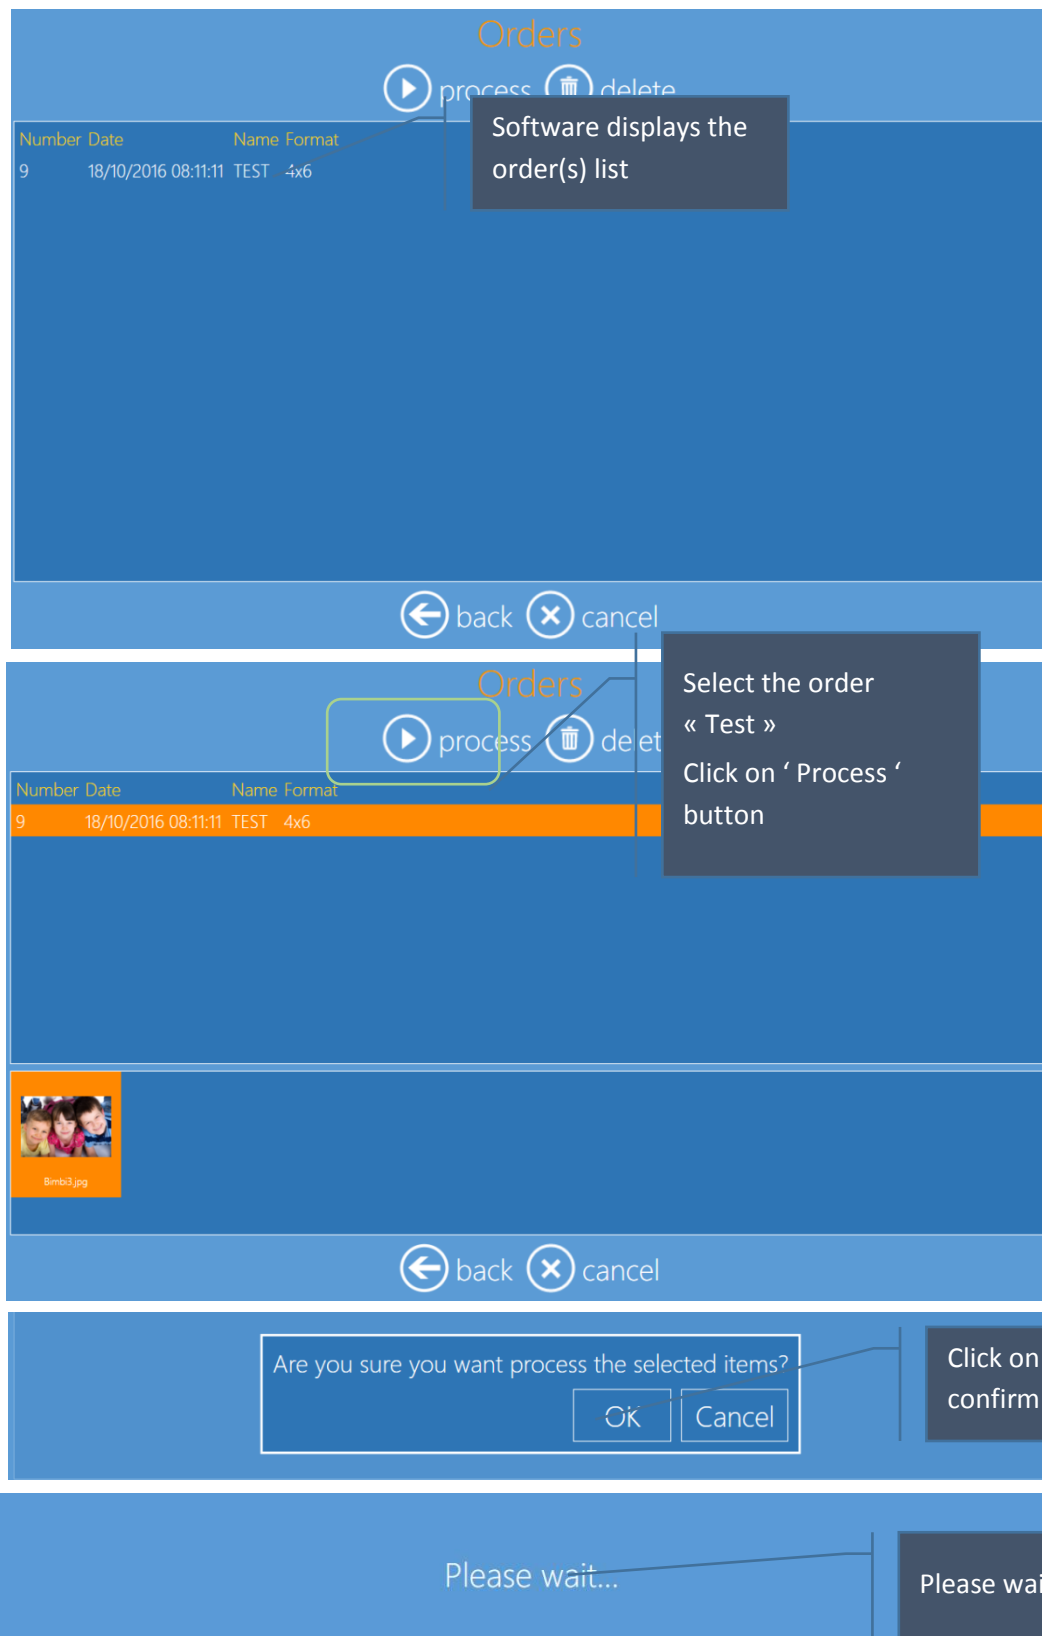 Orders
process delete
Software displays the
order(s) list
Number Date Name Format
9 18/10/2016 08:11:11 TEST 4x6
back cancel
Orders
process delet
Select the order
« Test »
Click on ‘ Process ‘
button
Number Date Name Format
9 18/10/2016 08:11:11 TEST 4x6
Bimbi3.jpg
back cancel
Are you sure you want process the selected items?
OK Cancel
Click on
confirm
Please wait...
Please wai